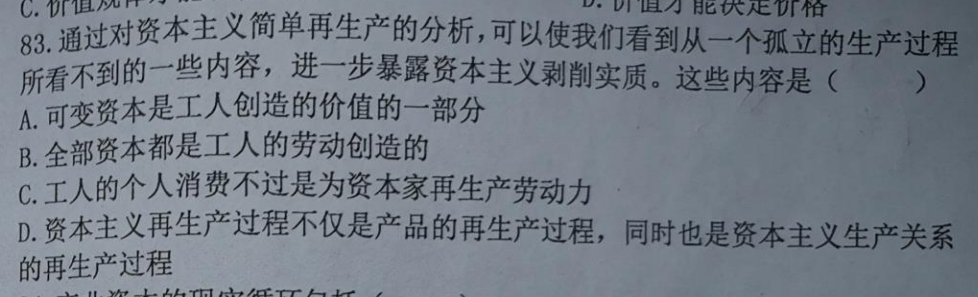 C.价值规律
D.价值才能决定价格
83.通过对资本主义简单再生产的分析,可以使我们看到从一个孤立的生产过程
所看不到的一些内容，进一步暴露资本主义剥削实质。这些内容是（　　）
A.可变资本是工人创造的价值的一部分
B.全部资本都是工人的劳动创造的
C.工人的个人消费不过是为资本家再生产劳动力
D.资本主义再生产过程不仅是产品的再生产过程，同时也是资本主义生产关系
的再生产过程